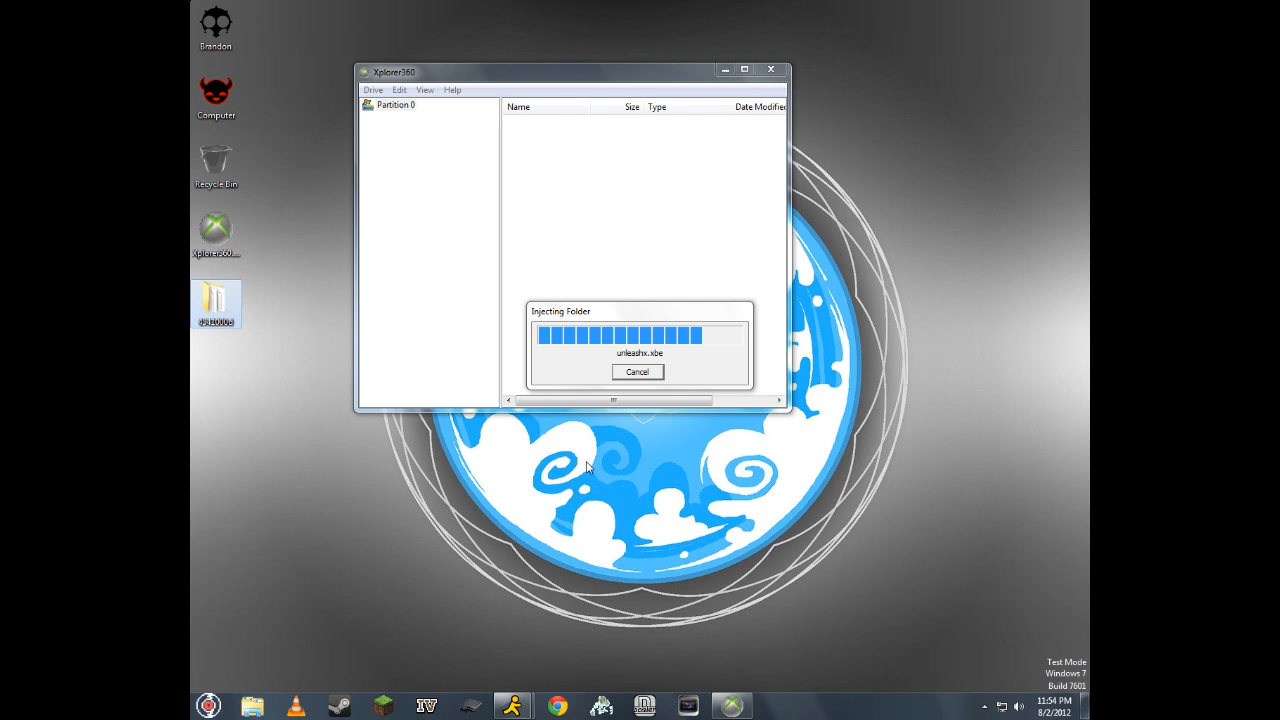 Brandon
Computer
Recycle Bin
Xplorer360....
Xplorer360
Drive Edit View Help
Partition 0
Name Size Type Date Modified
Injecting Folder
unleashx.xbe
Cancel
Test Mode
Windows 7
Build 7601
IV
11:54 PM
8/2/2012